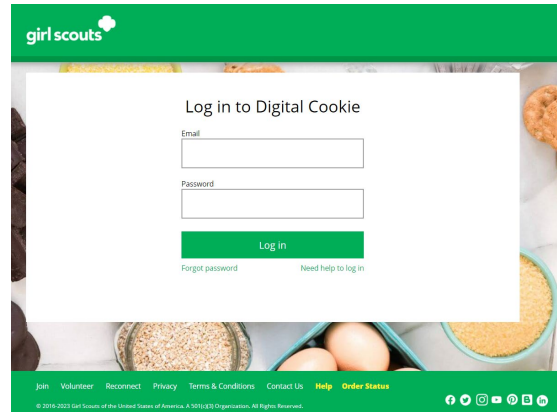 girl scouts
Log in to Digital Cookie
Email
Password
Log in
Forgot password Need help to log in
Join Volunteer Reconnect Privacy Terms & Conditions Contact Us Help Order Status
© 2016-2023 Girl Scouts of the United States of America. A 501(c)(3) Organization. All Rights Reserved.